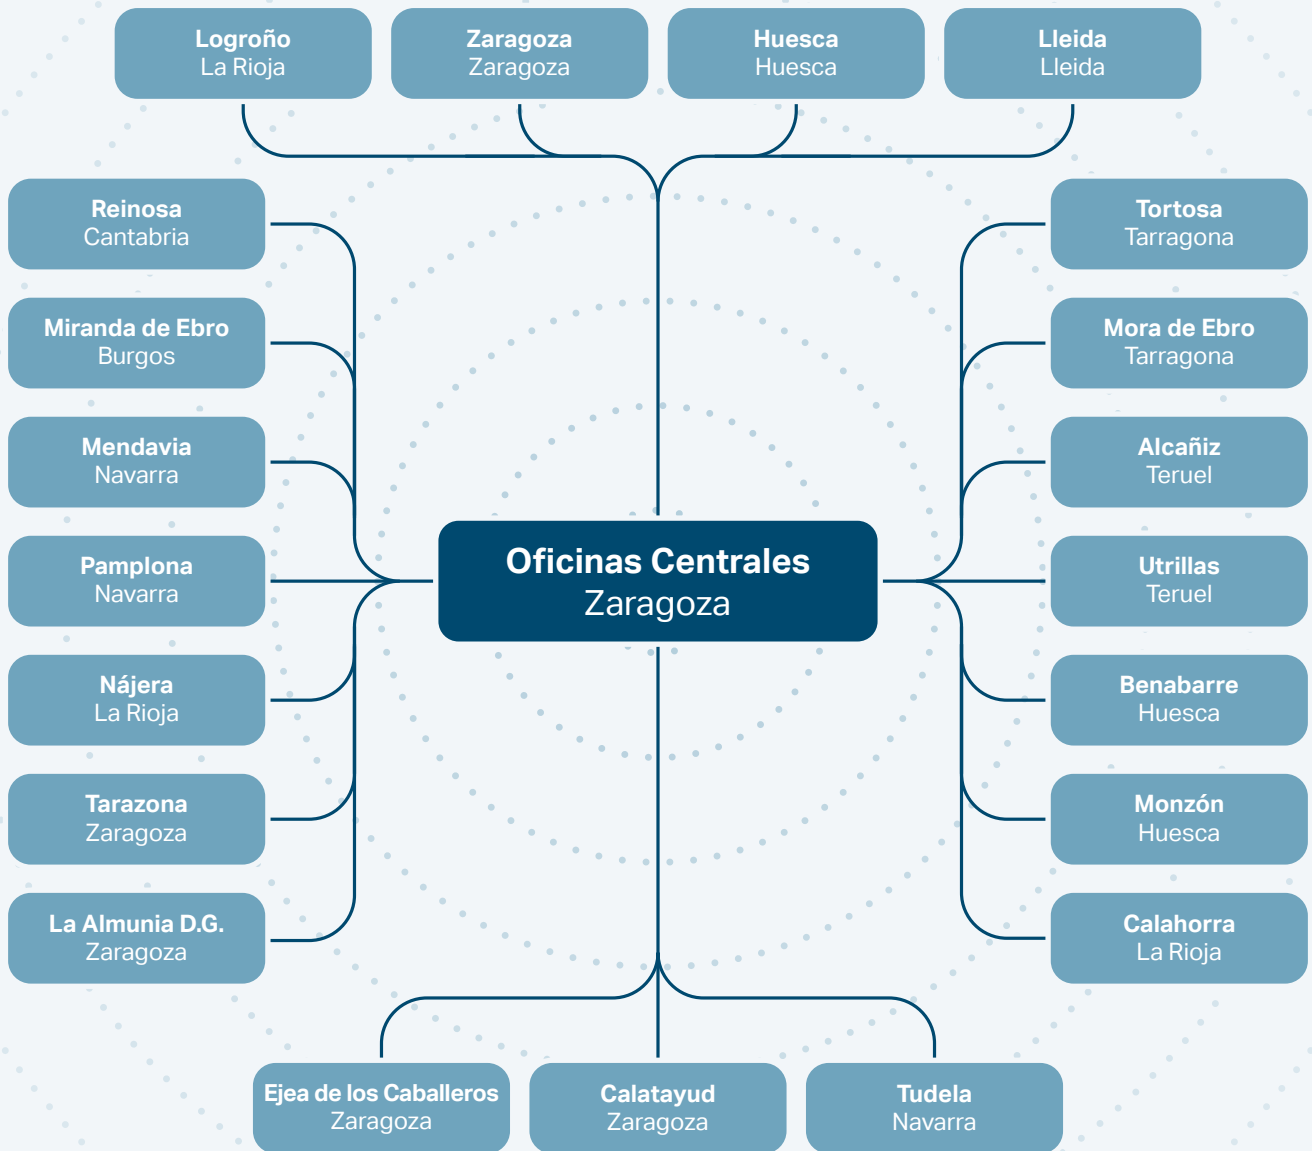 Logroño
La Rioja
Zaragoza
Zaragoza
Huesca
Huesca
Lleida
Lleida
Reinosa
Cantabria
Miranda de Ebro
Burgos
Mendavia
Navarra
Pamplona
Navarra
Nájera
La Rioja
Tarazona
Zaragoza
La Almunia D.G.
Zaragoza
Oficinas Centrales
Zaragoza
Tortosa
Tarragona
Mora de Ebro
Tarragona
Alcañiz
Teruel
Utrillas
Teruel
Benabarre
Huesca
Monzón
Huesca
Calahorra
La Rioja
Ejea de los Caballeros
Zaragoza
Calatayud
Zaragoza
Tudela
Navarra